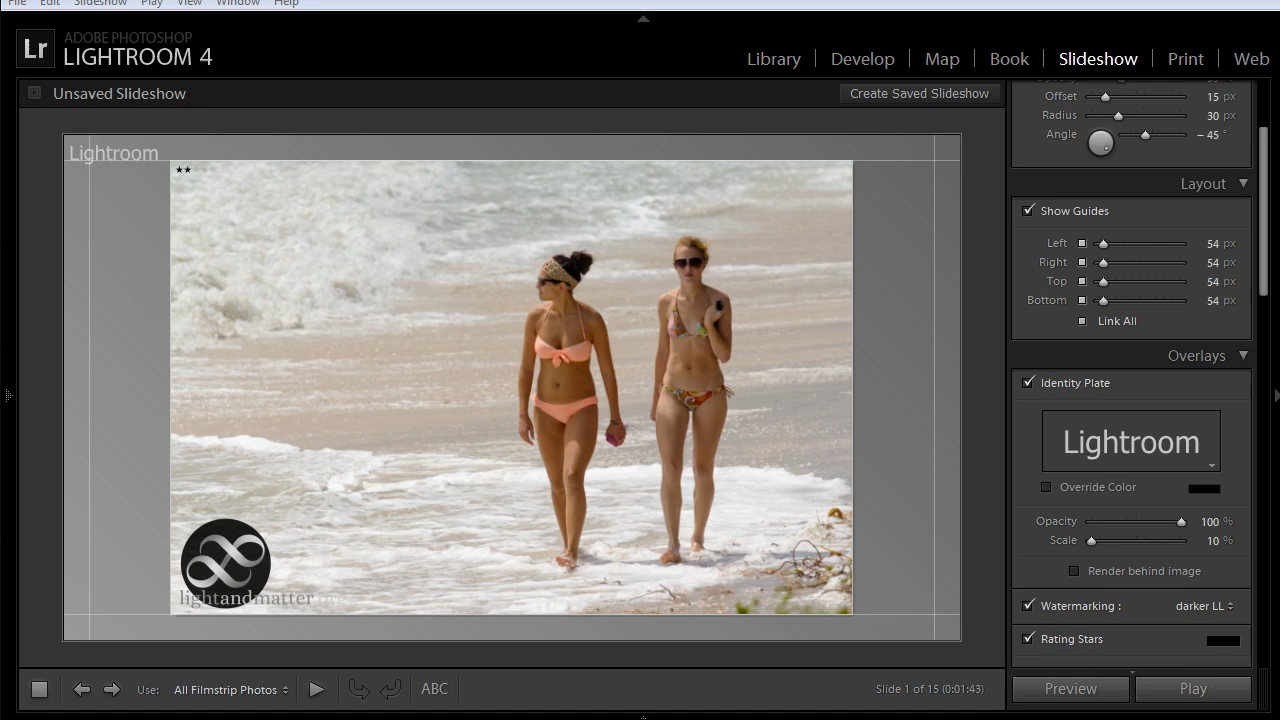 File Edit Slideshow Play View Window Help
Lr ADOBE PHOTOSHOP
LIGHTROOM 4
Library Develop Map Book Slideshow Print Web
Unsaved Slideshow Create Saved Slideshow
Offset 15 px
Radius 30 px
Angle – 45 °
Lightroom
Layout
Show Guides
Left 54 px
Right 54 px
Top 54 px
Bottom 54 px
Link All
Overlays
Identity Plate
Lightroom
Override Color
Opacity 100 %
Scale 10 %
Render behind image
lightandmatter
Watermarking : darker LL
Rating Stars
Use: All Filmstrip Photos ABC Slide 1 of 15 (0:01:43)
Preview Play